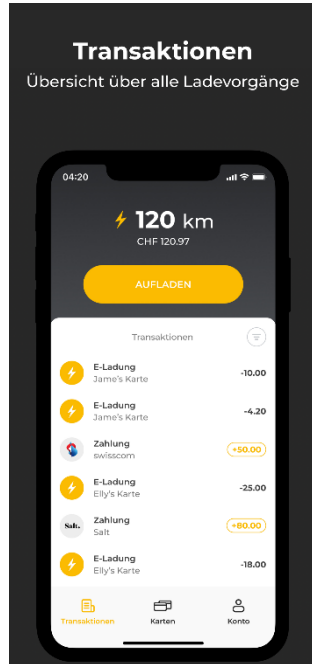 Transaktionen
Übersicht über alle Ladevorgänge
04:20
120 km
CHF 120.97
AUFLADEN
Transaktionen
E-Ladung
Jame's Karte
-10.00
E-Ladung
Jame's Karte
-4.20
Zahlung
swisscom
+50.00
E-Ladung
Elly's Karte
-25.00
Salt.
Zahlung
Salt
+80.00
E-Ladung
Elly's Karte
-18.00
Transaktionen
Karten
Konto